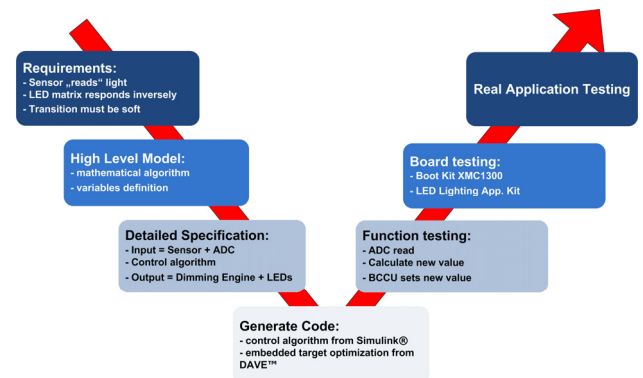 Requirements:
- Sensor „reads“ light
- LED matrix responds inversely
- Transition must be soft
High Level Model:
- mathematical algorithm
- variables definition
Detailed Specification:
- Input = Sensor + ADC
- Control algorithm
- Output = Dimming Engine + LEDs
Generate Code:
- control algorithm from Simulink®
- embedded target optimization from
DAVE™
Function testing:
- ADC read
- Calculate new value
- BCCU sets new value
Board testing:
- Boot Kit XMC1300
- LED Lighting App. Kit
Real Application Testing